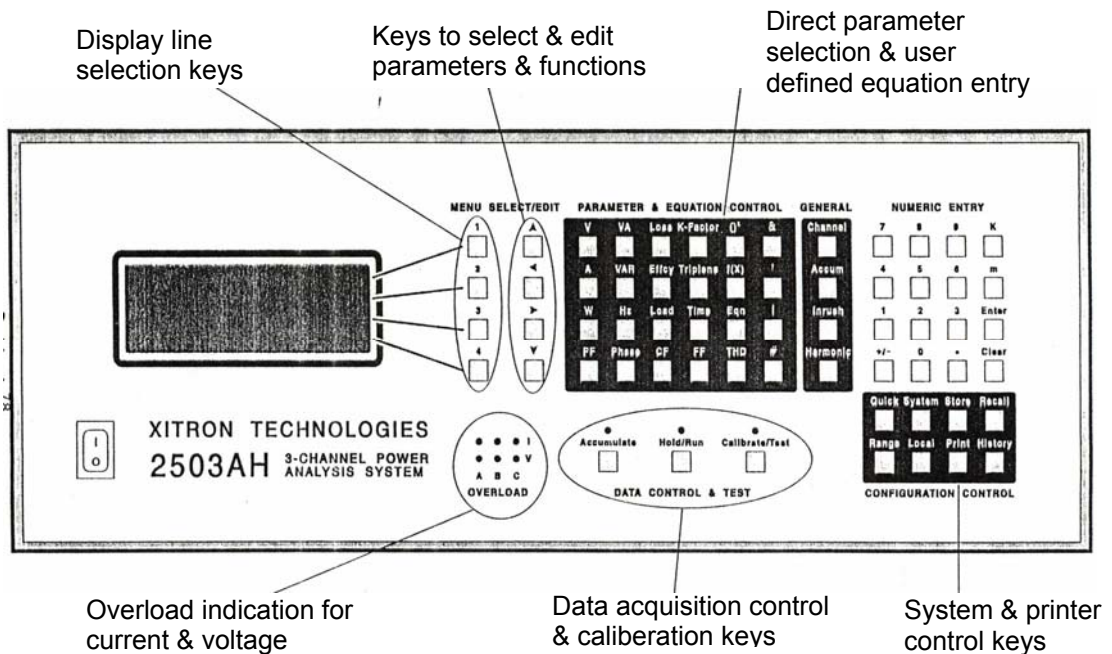 Display line
selection keys
Keys to select & edit
parameters & functions
Direct parameter
selection & user
defined equation entry
MENU SELECT/EDIT
PARAMETER & EQUATION CONTROL
GENERAL
NUMERIC ENTRY
1
2
3
4
V VA Loss K-Factor ()² &
A VAR Effcy Triplens f(X) !
W Hz Load Time Eqn |
PF Phase CF FF THD #
Channel
Accum
Inrush
Harmonic
7 8 9 K
4 5 6 m
1 2 3 Enter
+/- 0 • Clear
Quick System Store Recall
Range Local Print History
CONFIGURATION CONTROL
I
O
XITRON TECHNOLOGIES
2503AH
3-CHANNEL POWER
ANALYSIS SYSTEM
I
V
A B C
OVERLOAD
Accumulate Hold/Run Calibrate/Test
DATA CONTROL & TEST
Overload indication for
current & voltage
Data acquisition control
& caliberation keys
System & printer
control keys